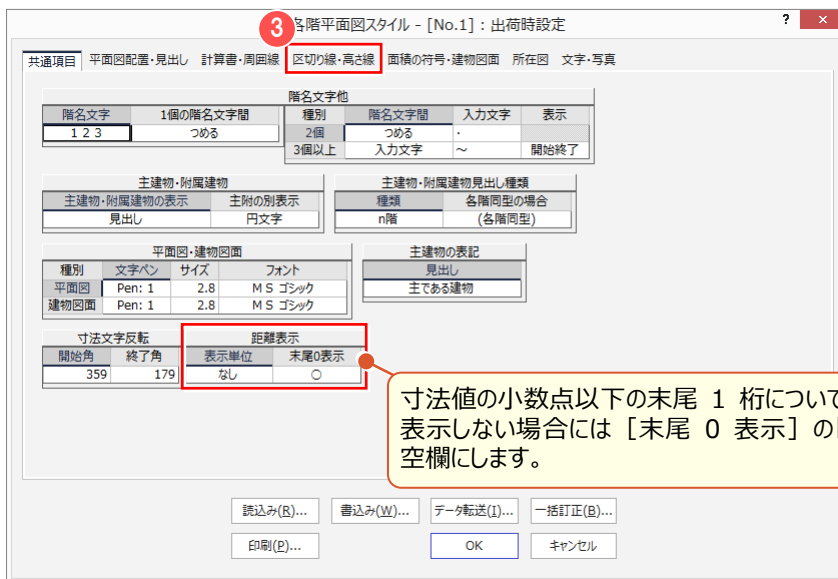 3
各階平面図スタイル - [No.1]：出荷時設定
? ×
共通項目 平面図配置・見出し 計算書・周囲線 区切り線・高さ線 面積の符号・建物図面 所在図 文字・写真
階名文字他
階名文字 1個の階名文字間 種別 階名文字間 入力文字 表示
1 2 3 つめる 2個 つめる ・
3個以上 入力文字 ～ 開始終了
主建物・附属建物 主建物・附属建物見出し種類
主建物・附属建物の表示 主附の別表示 種類 各階同型の場合
見出し 円文字 n階 (各階同型)
平面図・建物図面 主建物の表記
種別 文字ペン サイズ フォント 見出し
平面図 Pen: 1 2.8 ＭＳ ゴシック 主である建物
建物図面 Pen: 1 2.8 ＭＳ ゴシック
寸法文字反転 距離表示
開始角 終了角 表示単位 末尾0表示
359 179 なし ○
寸法値の小数点以下の末尾 1 桁について
表示しない場合には［末尾 0 表示］の
空欄にします。
読込み(R)... 書込み(W)... データ転送(I)... 一括訂正(B)...
印刷(P)... OK キャンセル